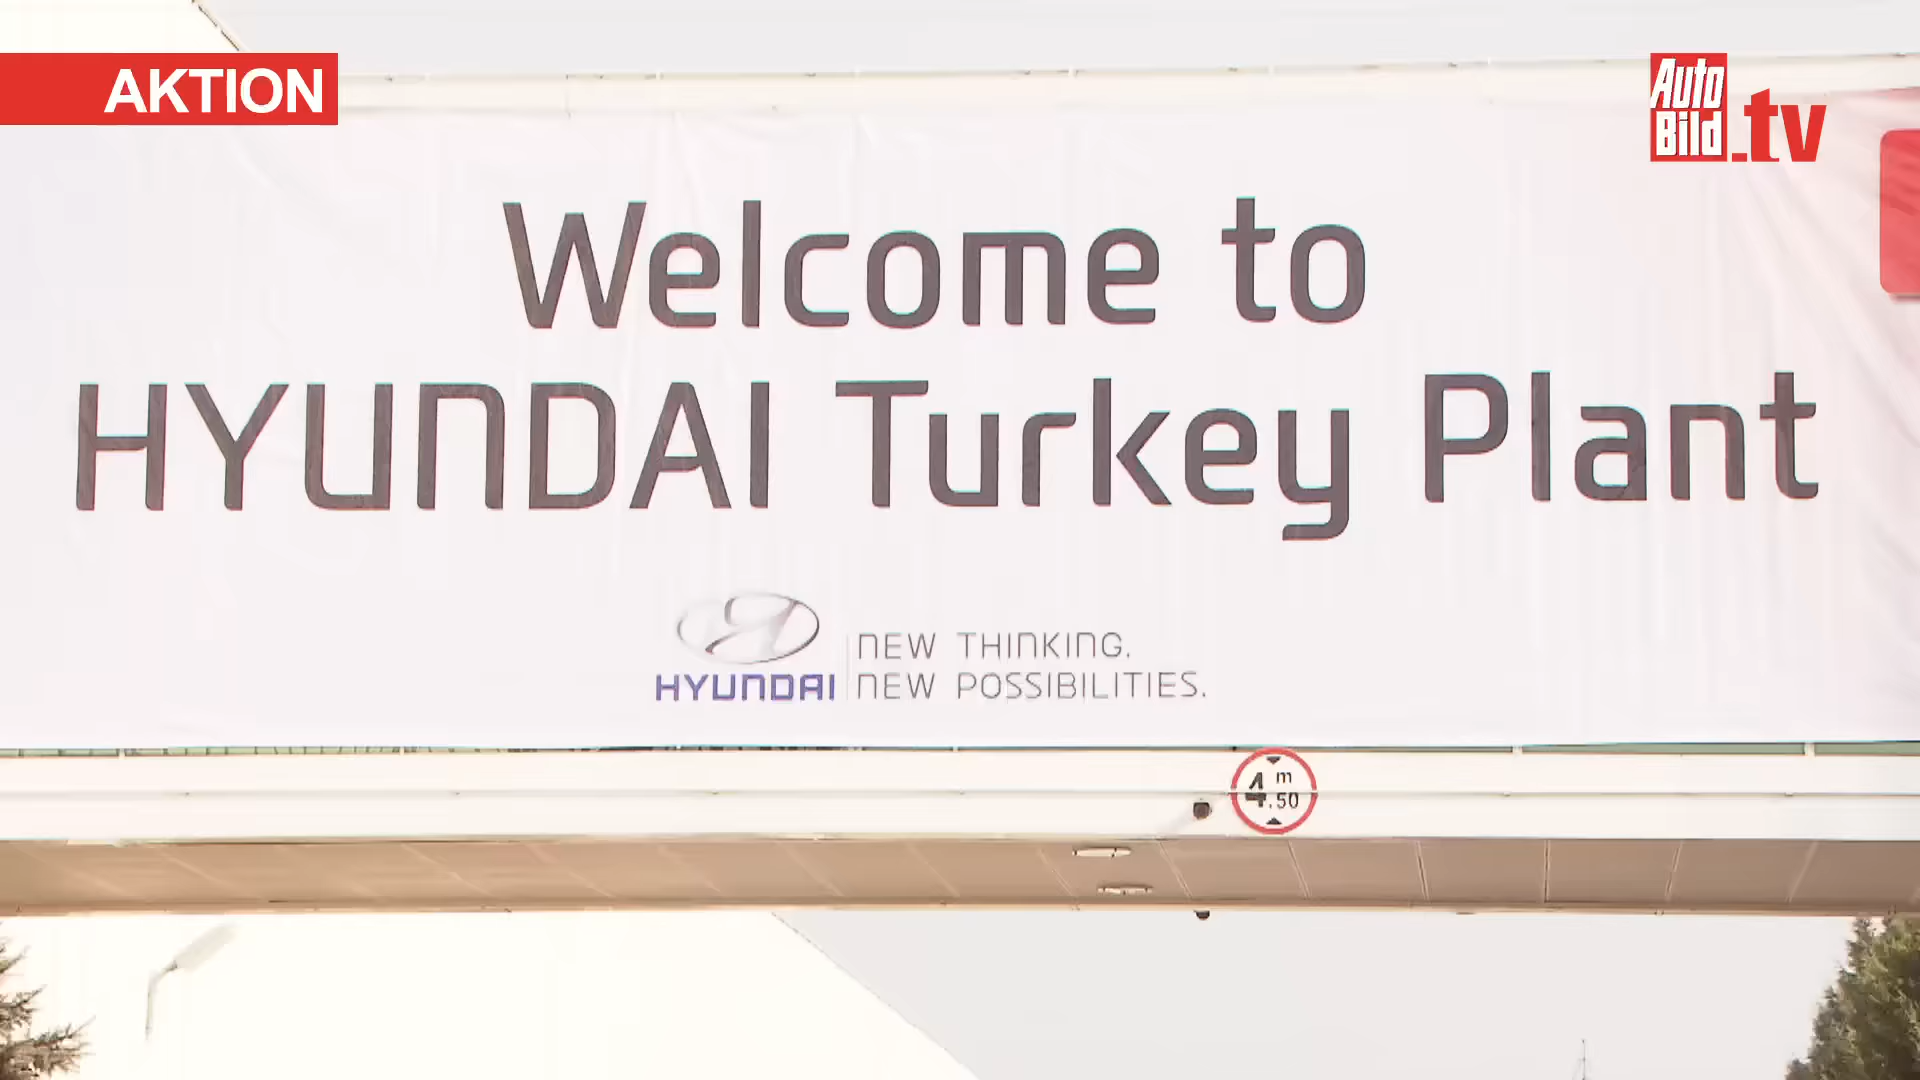 AKTION
Auto
Bild
.tv
Welcome to
HYUNDAI Turkey Plant
HYUNDAI
NEW THINKING.
NEW POSSIBILITIES.
4 m
.50